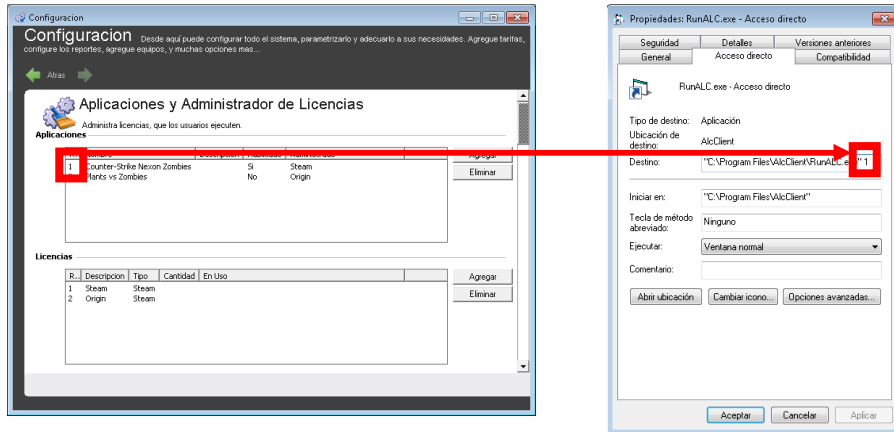 Configuracion
Configuracion Desde aquí puede configurar todo el sistema, parametrizarlo y adecuarlo a sus necesidades. Agregue tarifas,
configure los reportes, agregue equipos, y muchas opciones mas...
Atras
Aplicaciones y Administrador de Licencias
Administra licencias, que los usuarios ejecuten.
Aplicaciones
Agregar
1 Counter-Strike Nexon Zombies Si Steam
Plants vs Zombies No Origin
Eliminar
Licencias
R... Descripcion Tipo Cantidad En Uso
Agregar
1 Steam Steam
2 Origin Steam
Eliminar
Propiedades: RunALC.exe - Acceso directo
Seguridad Detalles Versiones anteriores
General Acceso directo Compatibilidad
RunALC.exe - Acceso directo
Tipo de destino: Aplicación
Ubicación de destino: AlcClient
Destino: "C:\Program Files\AlcClient\RunALC.exe" 1
Iniciar en: "C:\Program Files\AlcClient"
Tecla de método abreviado: Ninguno
Ejecutar: Ventana normal
Comentario:
Abrir ubicación Cambiar icono... Opciones avanzadas...
Aceptar Cancelar Aplicar